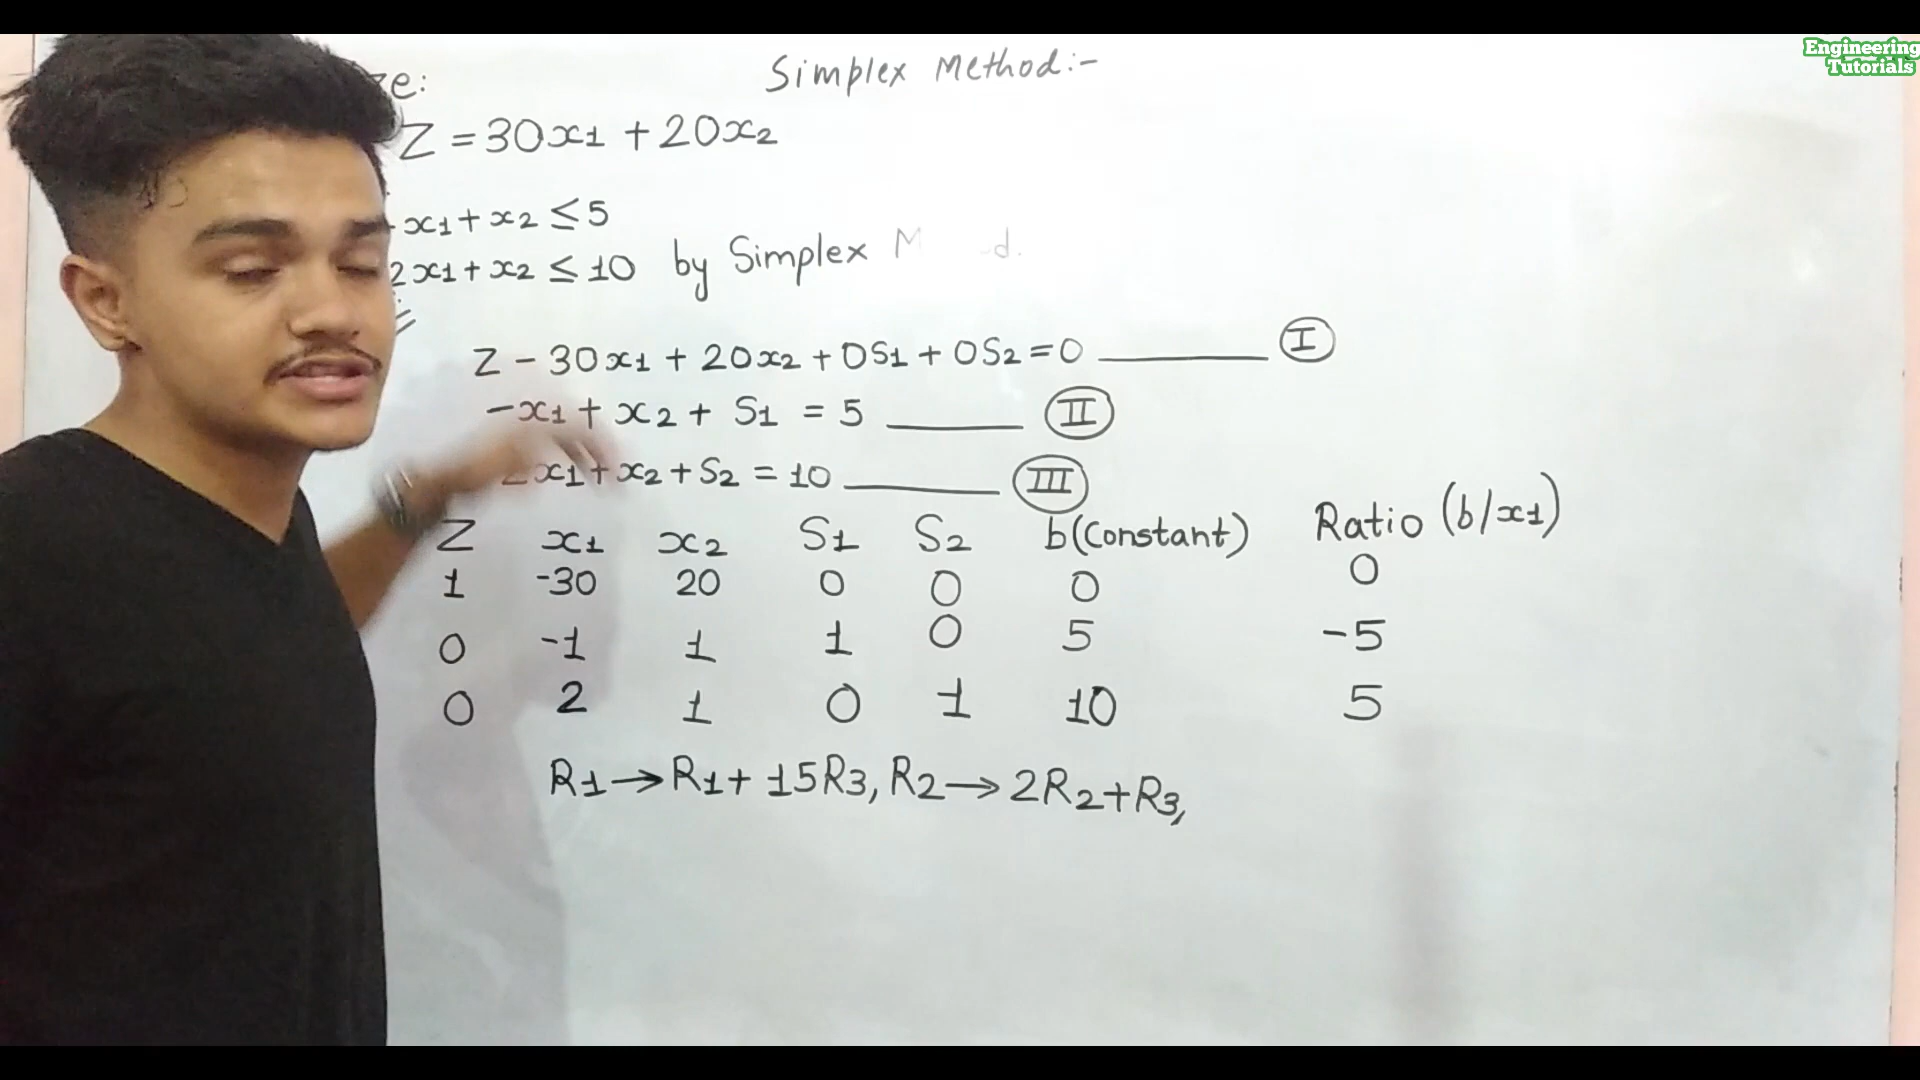 Engineering
Tutorials
Simplex Method:-
ze:
Z = 30x1 + 20x2
-x1 + x2 ≤ 5
2x1 + x2 ≤ 10 by Simplex
Z - 30x1 + 20x2 + 0S1 + 0S2 = 0 ——— I
-x1 + x2 + S1 = 5 ——— II
2x1 + x2 + S2 = 10 ——— III
Z x1 x2 S1 S2 b(Constant) Ratio (b/x1)
1 -30 20 0 0 0 0
0 -1 1 1 0 5 -5
0 2 1 0 1 10 5
R1 → R1 + 15R3, R2 → 2R2 + R3,